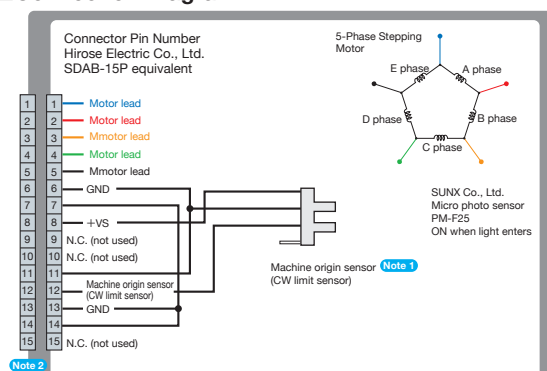 Connector Pin Number
Hirose Electric Co., Ltd.
SDAB-15P equivalent
5-Phase Stepping
Motor
E phase
A phase
D phase
B phase
C phase
1 1 Motor lead
2 2 Motor lead
3 3 Mmotor lead
4 4 Motor lead
5 5 Mmotor lead
6 6 GND
7 7
8 8 +VS
9 9 N.C. (not used)
10 10 N.C. (not used)
11 11
12 12 Machine origin sensor
(CW limit sensor)
13 13 GND
14 14
15 15 N.C. (not used)
SUNX Co., Ltd.
Micro photo sensor
PM-F25
ON when light enters
Machine origin sensor Note 1
(CW limit sensor)
Note 2